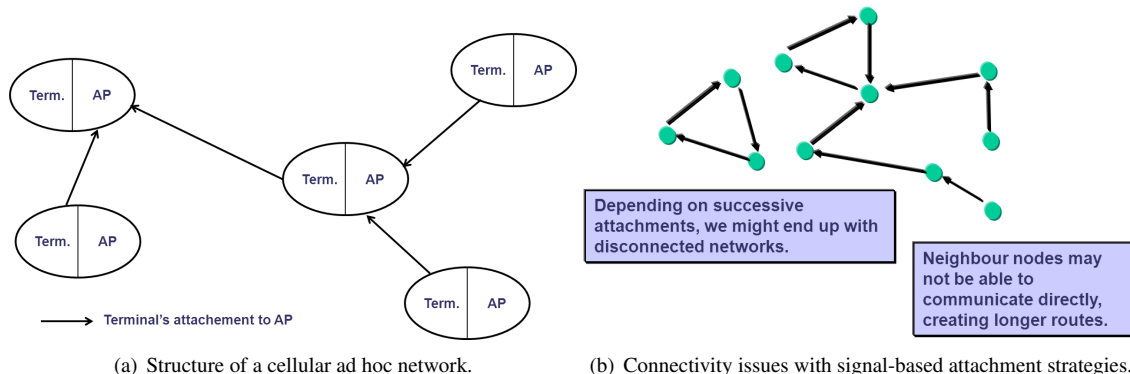 Term. AP
Term. AP
Term. AP
Term. AP
Term. AP
Terminal's attachement to AP
(a) Structure of a cellular ad hoc network.
Depending on successive
attachments, we might end up with
disconnected networks.
Neighbour nodes may
not be able to
communicate directly,
creating longer routes.
(b) Connectivity issues with signal-based attachment strategies.